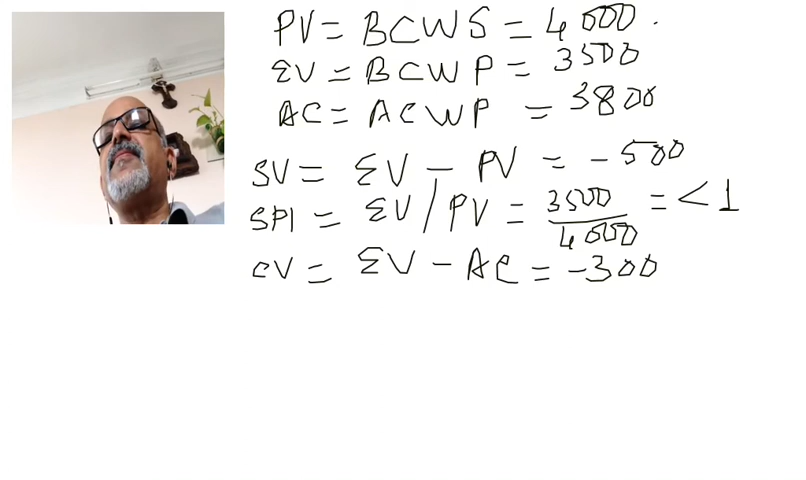 PV = BCWS = 4000.
EV = BCWP = 3500
AC = ACWP = 3800
SV = EV - PV = -500
SPI = EV/PV = 3500/4000 = <1
CV = EV - AC = -300